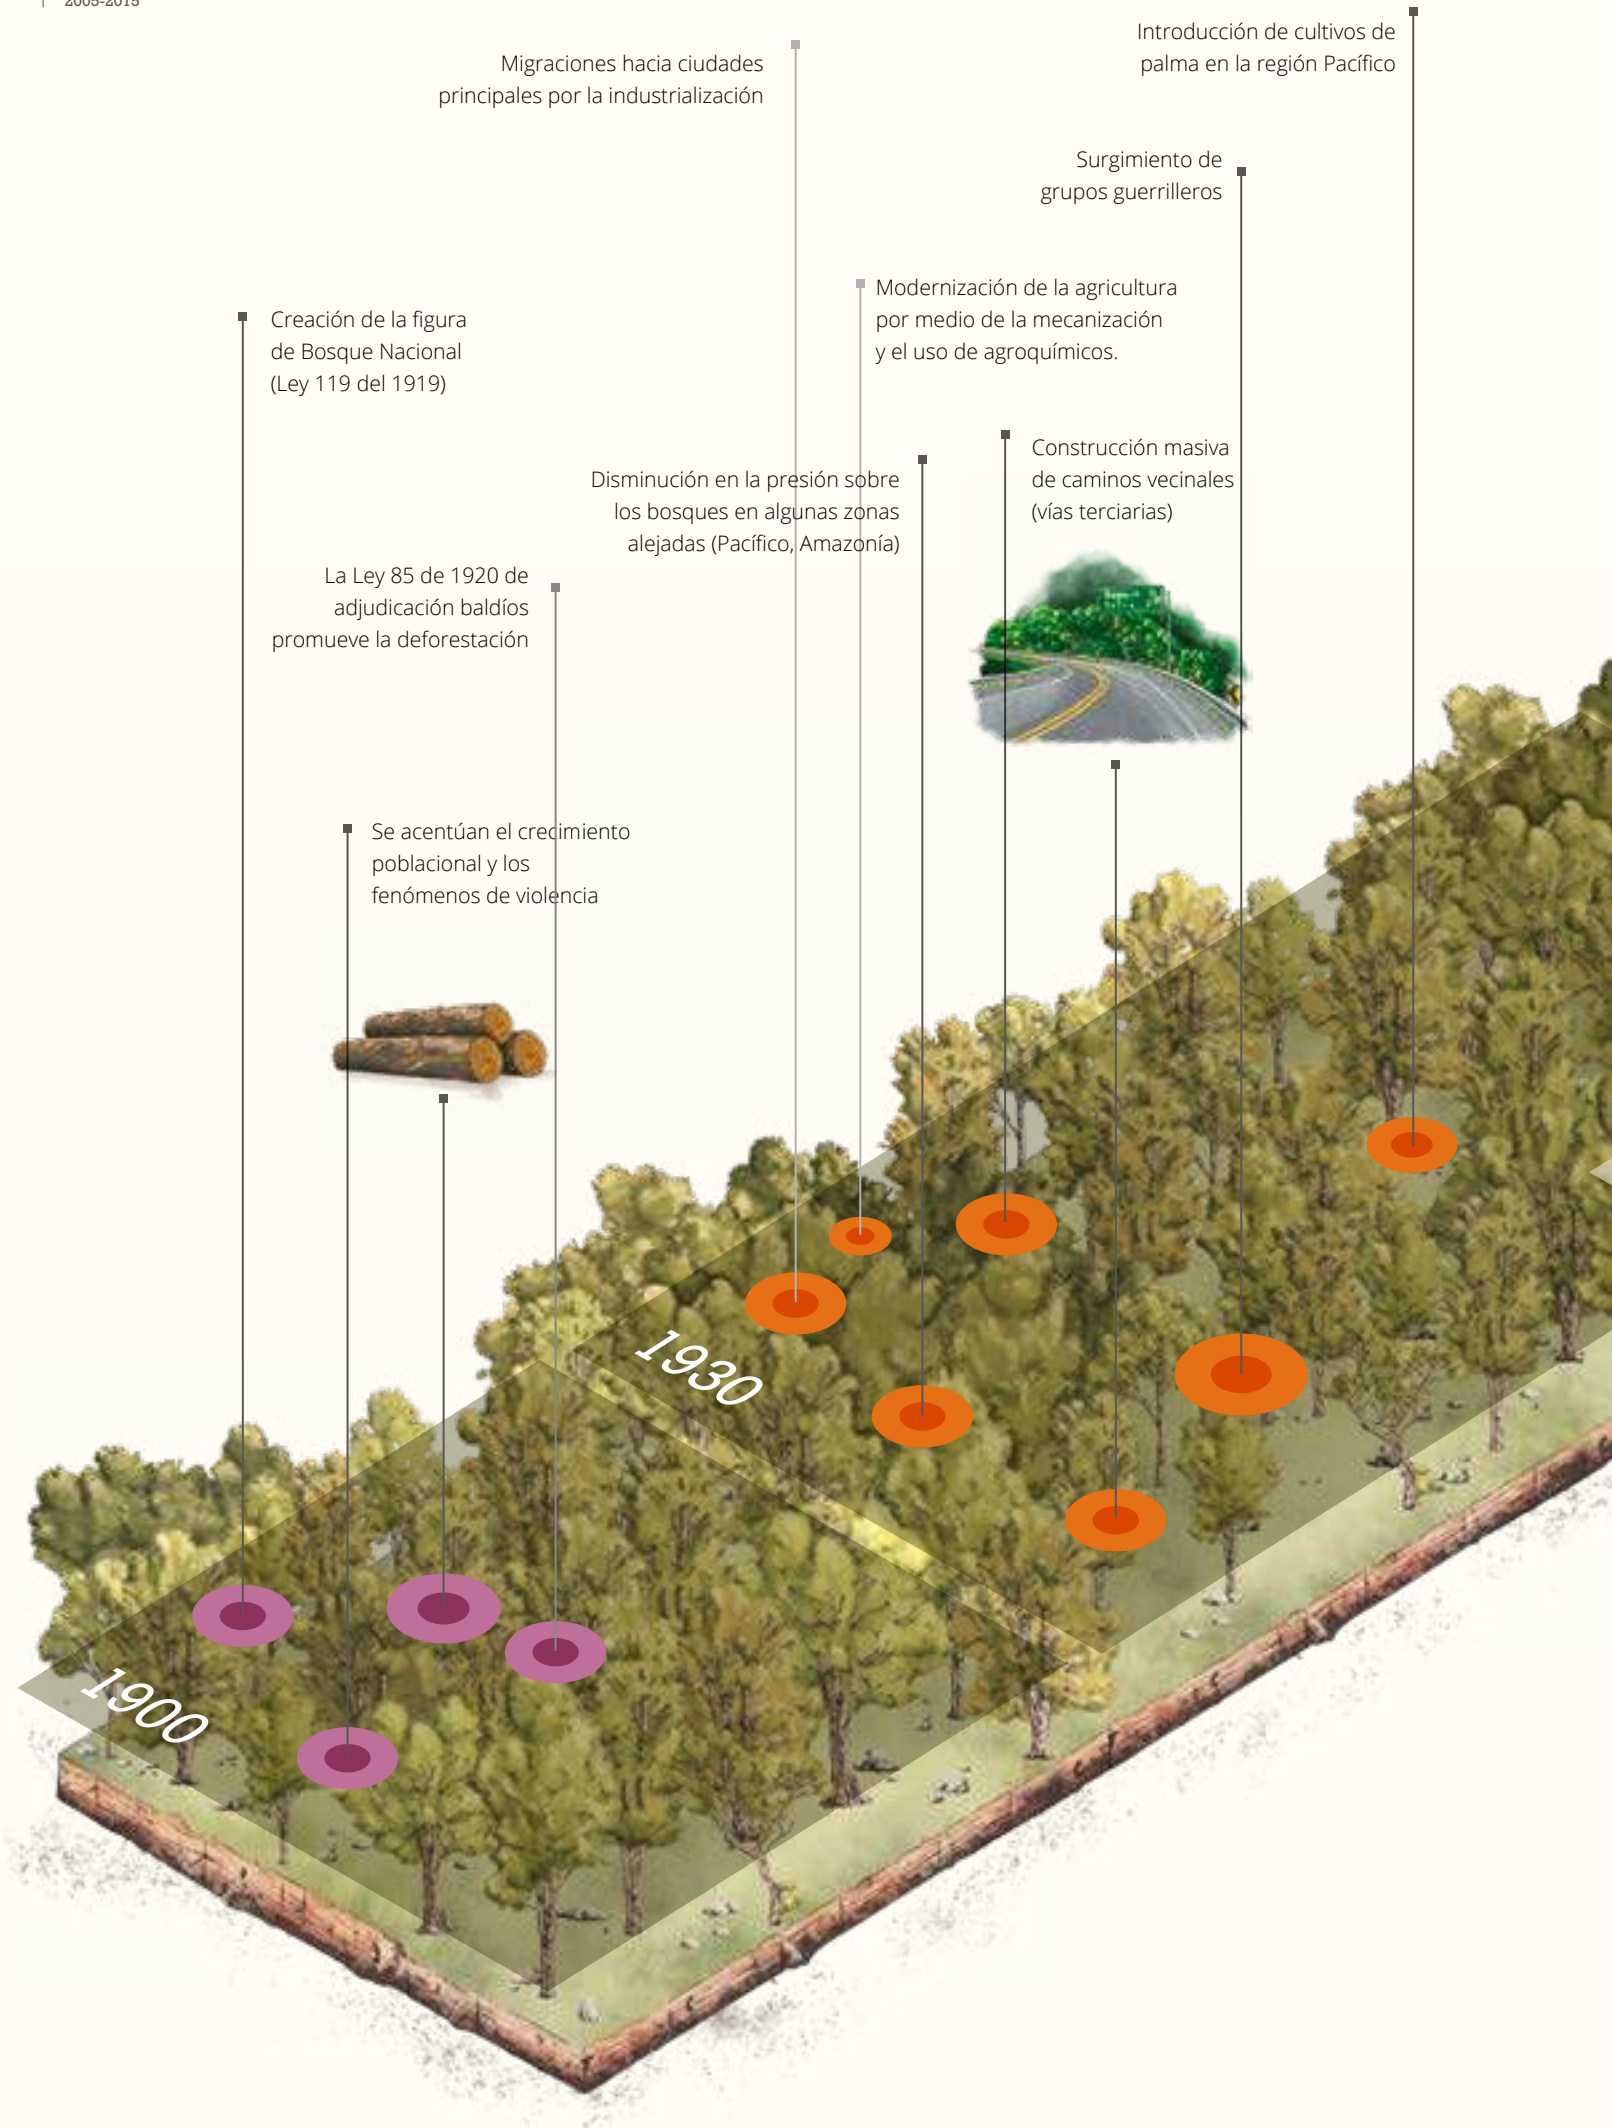 2005-2015
Introducción de cultivos de
palma en la región Pacífico
Migraciones hacia ciudades
principales por la industrialización
Surgimiento de
grupos guerrilleros
Modernización de la agricultura
por medio de la mecanización
y el uso de agroquímicos.
Creación de la figura
de Bosque Nacional
(Ley 119 del 1919)
Construcción masiva
de caminos vecinales
(vías terciarias)
Disminución en la presión sobre
los bosques en algunas zonas
alejadas (Pacífico, Amazonía)
La Ley 85 de 1920 de
adjudicación baldíos
promueve la deforestación
Se acentúan el crecimiento
poblacional y los
fenómenos de violencia
1930
1900